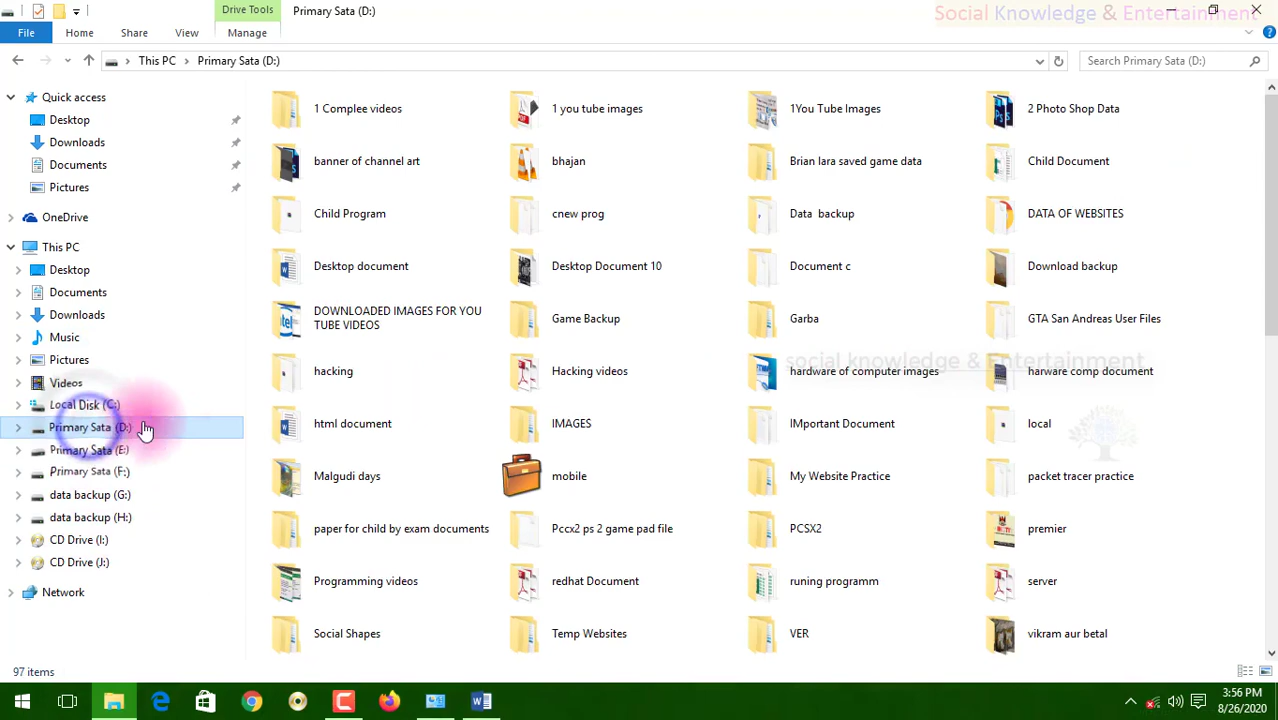 Drive Tools
Primary Sata (D:)
Social Knowledge & Entertainment
File
Home
Share
View
Manage
This PC
Primary Sata (D:)
Search Primary Sata (D:)
Quick access
Desktop
Downloads
Documents
Pictures
OneDrive
This PC
Desktop
Documents
Downloads
Music
Pictures
Videos
Local Disk (C:)
Primary Sata (D:)
Primary Sata (E:)
Primary Sata (F:)
data backup (G:)
data backup (H:)
CD Drive (I:)
CD Drive (J:)
Network
1 Complee videos
1 you tube images
1You Tube Images
2 Photo Shop Data
banner of channel art
bhajan
Brian lara saved game data
Child Document
Child Program
cnew prog
Data  backup
DATA OF WEBSITES
Desktop document
Desktop Document 10
Document c
Download backup
DOWNLOADED IMAGES FOR YOU
TUBE VIDEOS
Game Backup
Garba
GTA San Andreas User Files
social knowledge & Entertainment
hacking
Hacking videos
hardware of computer images
harware comp document
html document
IMAGES
IMportant Document
local
Malgudi days
mobile
My Website Practice
packet tracer practice
paper for child by exam documents
Pccx2 ps 2 game pad file
PCSX2
premier
Programming videos
redhat Document
runing programm
server
Social Shapes
Temp Websites
VER
vikram aur betal
97 items
3:56 PM
8/26/2020